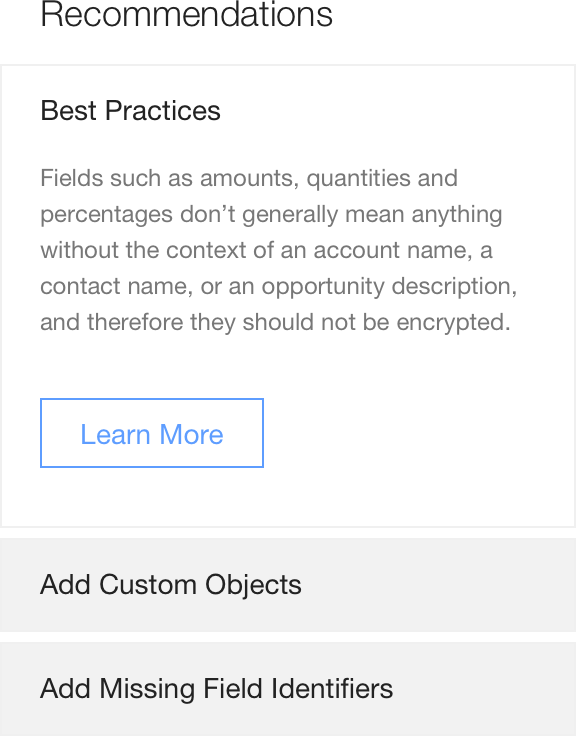 Recommendations
Best Practices
Fields such as amounts, quantities and
percentages don’t generally mean anything
without the context of an account name, a
contact name, or an opportunity description,
and therefore they should not be encrypted.
Learn More
Add Custom Objects
Add Missing Field Identifiers